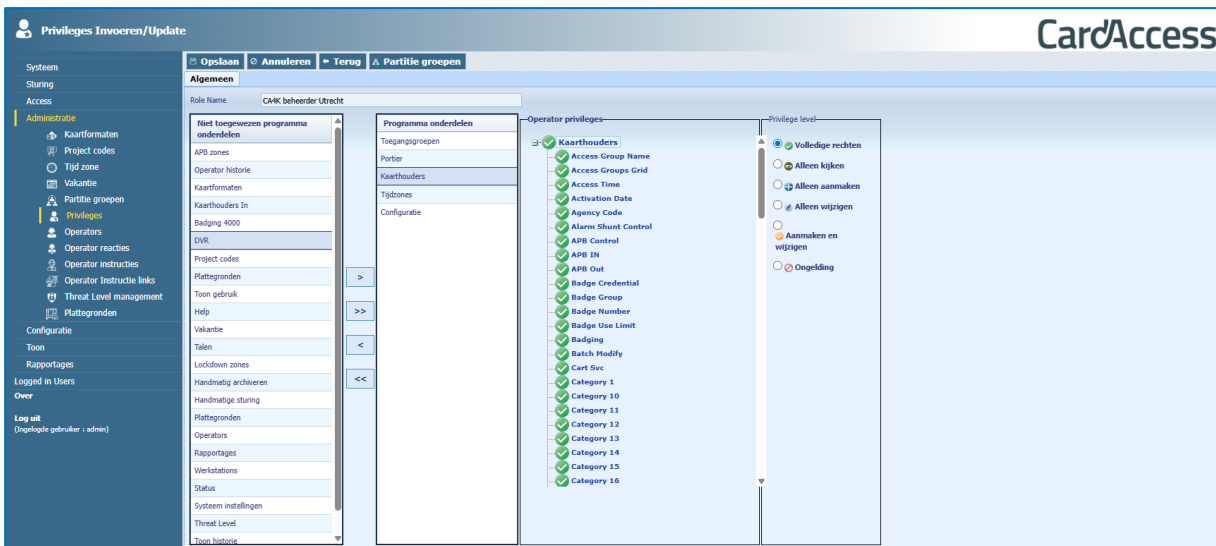 Privileges Invoeren/Update
CardAccess
Systeem
Sturing
Access
Administratie
Kaartformaten
Project codes
Tijd zone
Vakantie
Partitie groepen
Privileges
Operators
Operator reacties
Operator instructies
Operator Instructie links
Threat Level management
Plattegronden
Configuratie
Toon
Rapportages
Logged in Users
Over
Log uit
(Ingelogde gebruiker : admin)
Opslaan Annuleren Terug Partitie groepen
Algemeen
Role Name CA4K beheerder Utrecht
Niet toegewezen programma
onderdelen
APB zones
Operator historie
Kaartformaten
Kaarthouders In
Badging 4000
DVR
Project codes
Plattegronden
Toon gebruik
Help
Vakantie
Talen
Lockdown zones
Handmatig archiveren
Handmatige sturing
Plattegronden
Operators
Rapportages
Werkstations
Status
Systeem instellingen
Threat Level
Toon historie
>
>>
<
<<
Programma onderdelen
Toegangsgroepen
Portier
Kaarthouders
Tijdzones
Configuratie
Operator privileges
Kaarthouders
Access Group Name
Access Groups Grid
Access Time
Activation Date
Agency Code
Alarm Shunt Control
APB Control
APB IN
APB Out
Badge Credential
Badge Group
Badge Number
Badge Use Limit
Badging
Batch Modify
Cart Svc
Category 1
Category 10
Category 11
Category 12
Category 13
Category 14
Category 15
Category 16
Privilege level
Volledige rechten
Alleen kijken
Alleen aanmaken
Alleen wijzigen
Aanmaken en
wijzigen
Ongelding